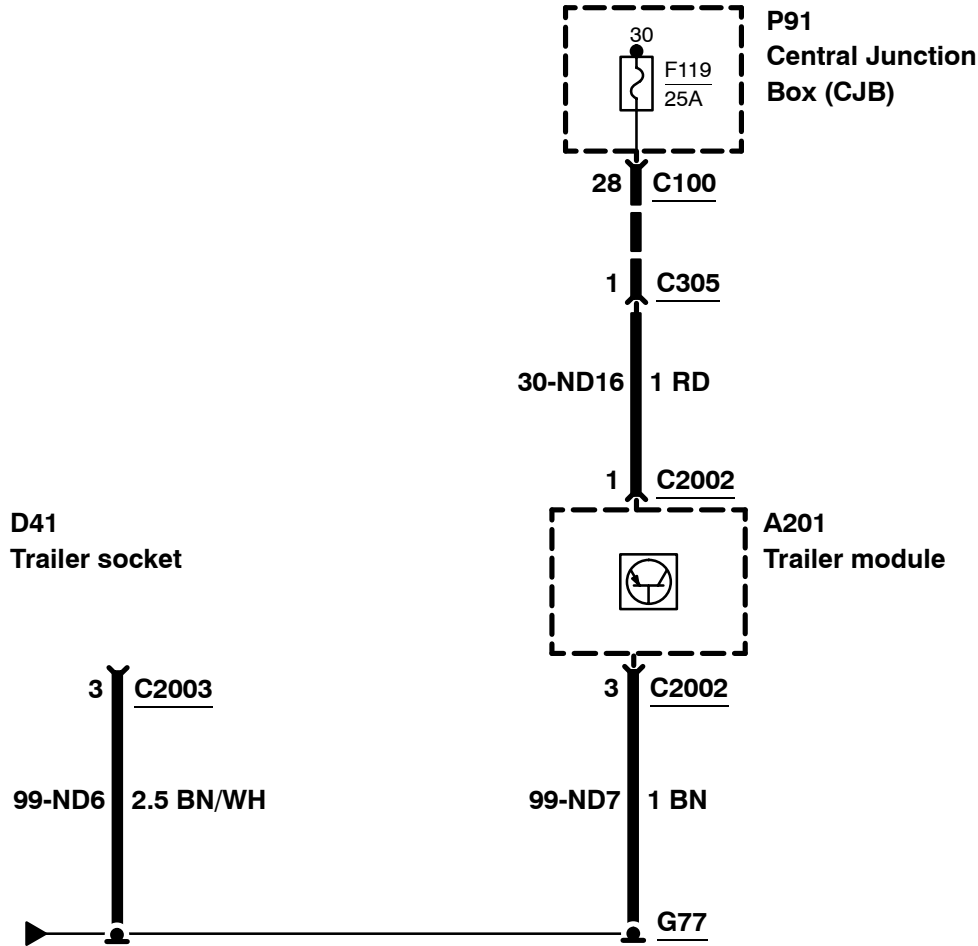 P91
Central Junction
Box (CJB)
30
F119
25A
28 C100
1 C305
30-ND16 1 RD
1 C2002
D41
Trailer socket
A201
Trailer module
3 C2003
3 C2002
99-ND6 2.5 BN/WH
99-ND7 1 BN
G77